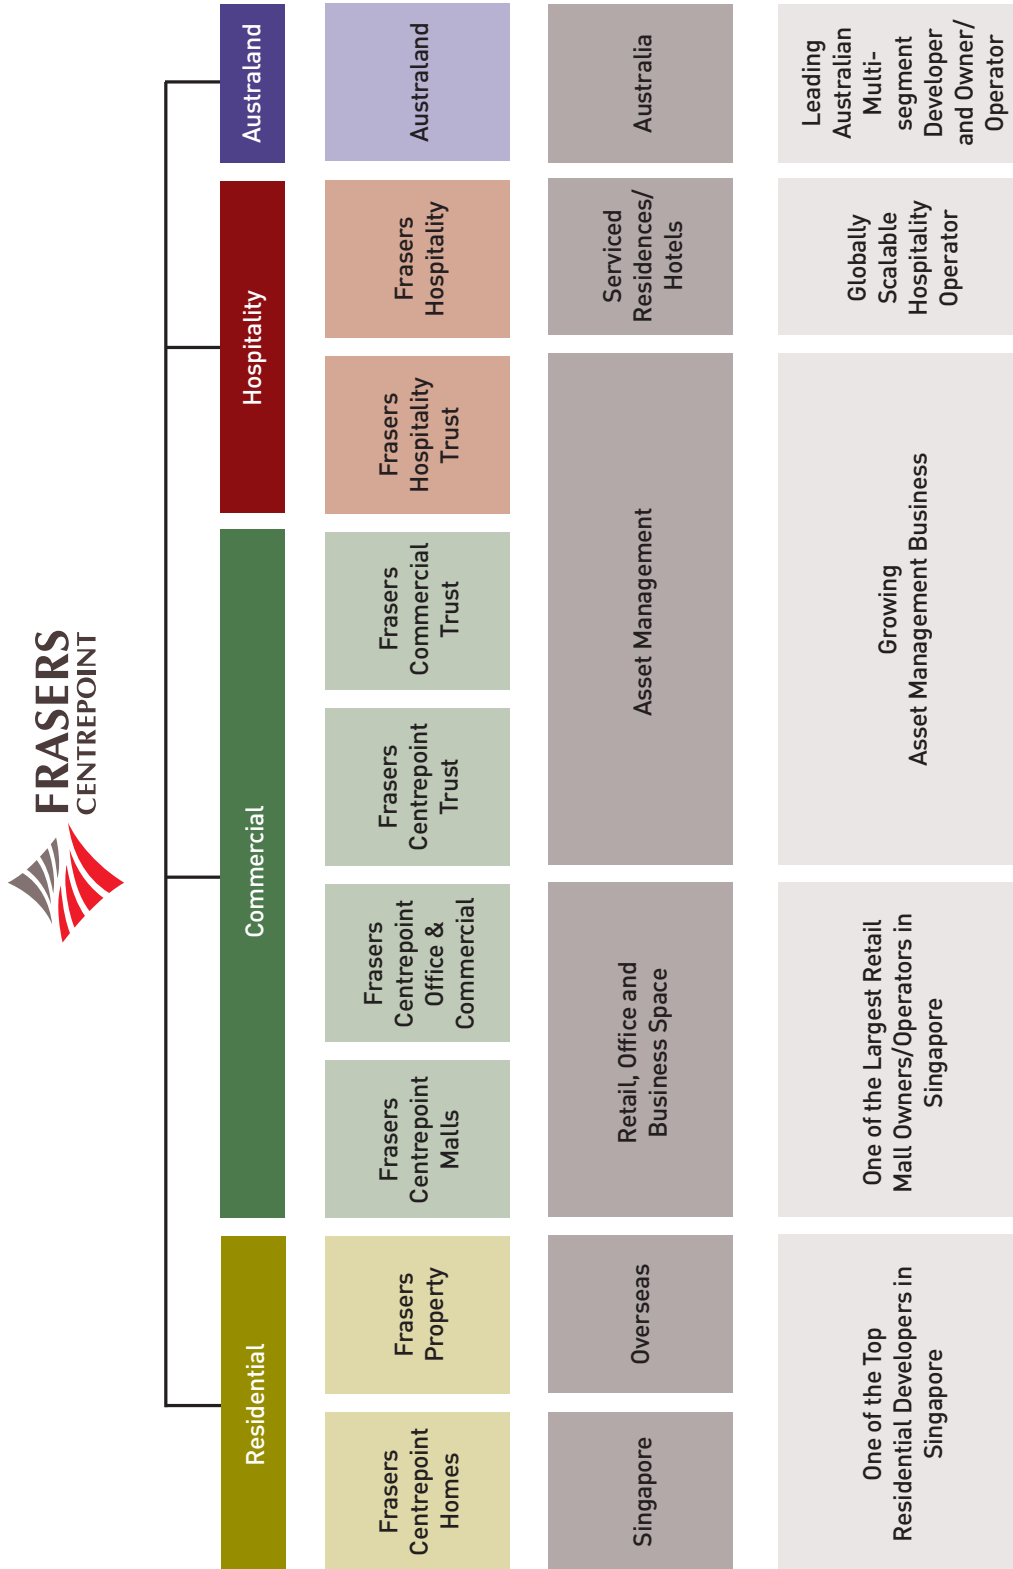 FRASERS
CENTREPOINT
Residential
Commercial
Hospitality
Australand
Frasers
Centrepoint
Homes
Frasers
Property
Frasers
Centrepoint
Malls
Frasers
Centrepoint
Office &
Commercial
Frasers
Centrepoint
Trust
Frasers
Commercial
Trust
Frasers
Hospitality
Trust
Frasers
Hospitality
Australand
Singapore
Overseas
Retail, Office and
Business Space
Asset Management
Serviced
Residences/
Hotels
Australia
One of the Top
Residential Developers in
Singapore
One of the Largest Retail
Mall Owners/Operators in
Singapore
Growing
Asset Management Business
Globally
Scalable
Hospitality
Operator
Leading
Australian
Multi-
segment
Developer
and Owner/
Operator